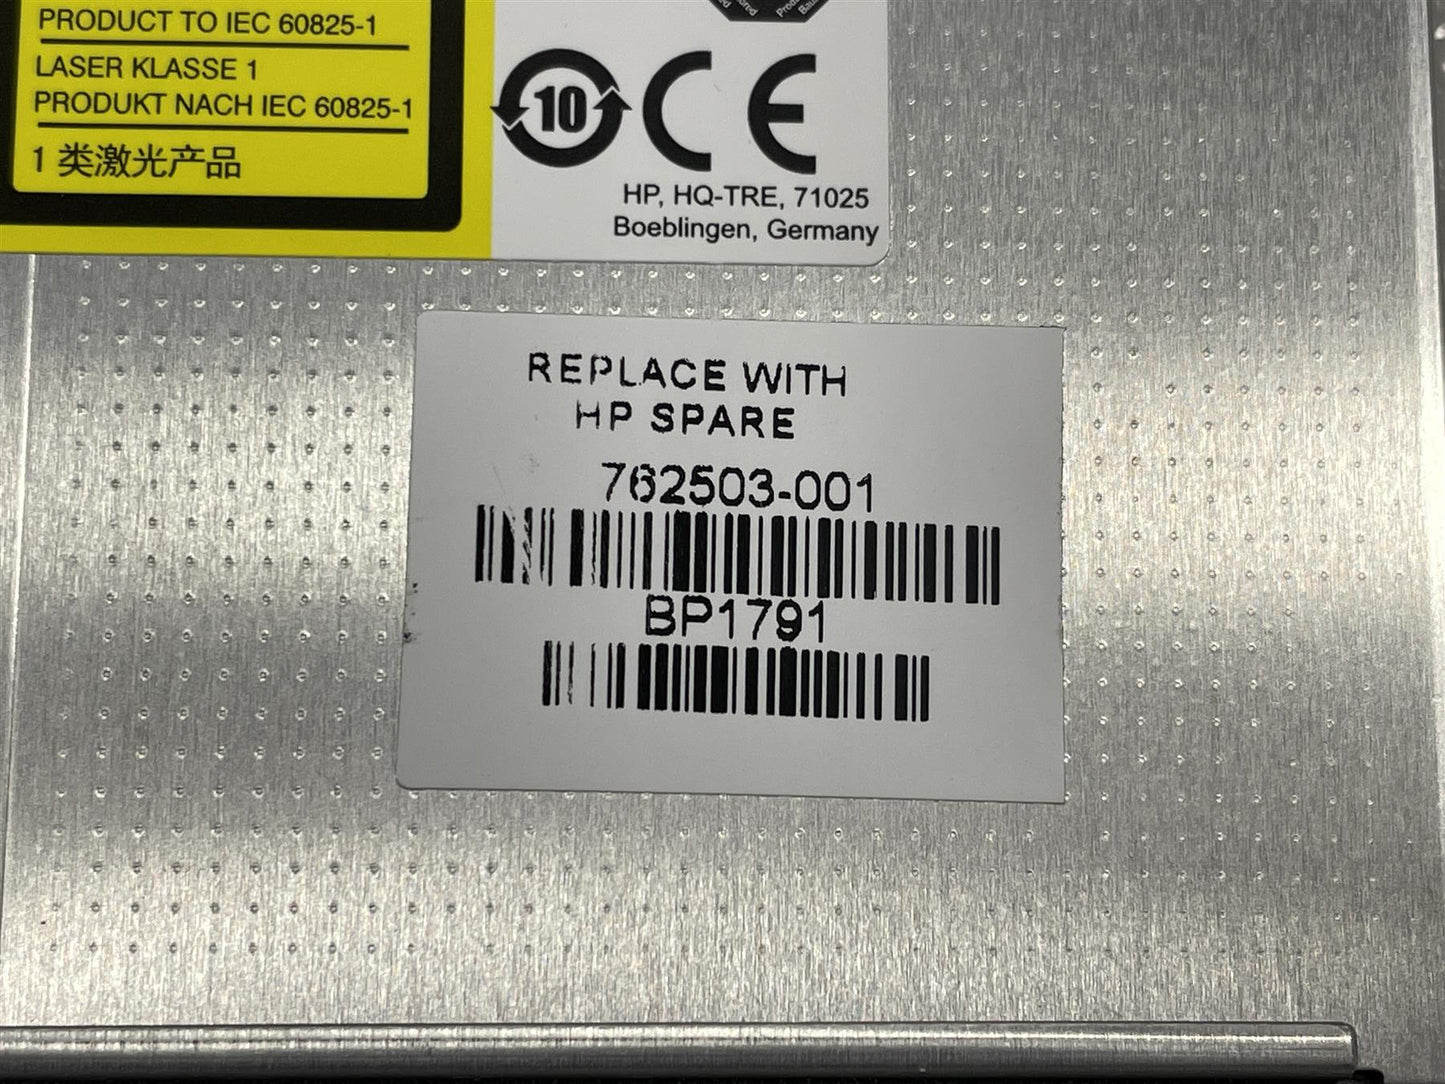 PRODUCT TO IEC 60825-1
LASER KLASSE 1
PRODUKT NACH IEC 60825-1
1 类激光产品
10
CE
HP, HQ-TRE, 71025
Boeblingen, Germany
REPLACE WITH
HP SPARE
762503-001
BP1791